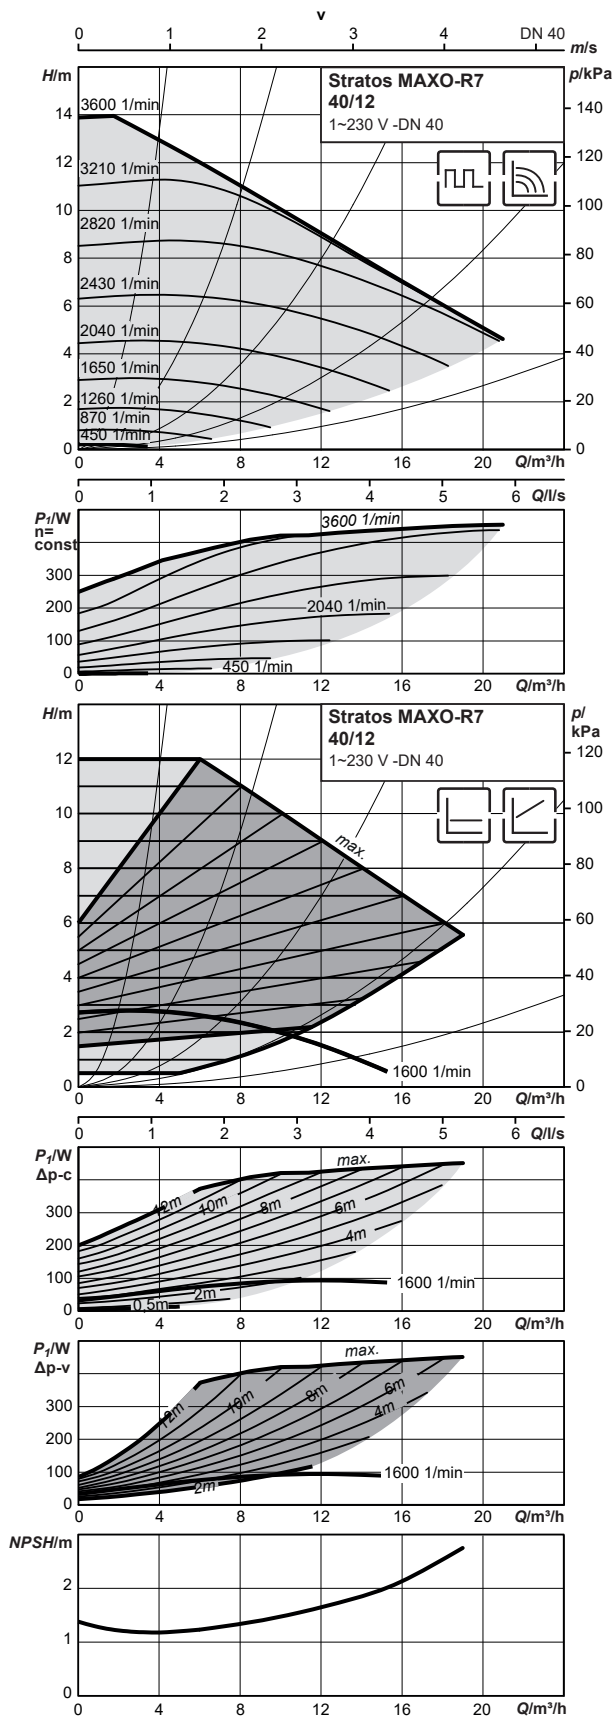 v
0 1 2 3 4 DN 40
m/s
H/m
p/kPa
Stratos MAXO-R7
40/12
1~230 V -DN 40
3600 1/min
14
140
3210 1/min
12
120
10
100
2820 1/min
8
80
2430 1/min
6
60
2040 1/min
4
40
1650 1/min
1260 1/min
2
20
870 1/min
450 1/min
0
0
0 4 8 12 16 20 Q/m³/h
0 1 2 3 4 5 6 Q/l/s
P₁/W
n=
const
3600 1/min
300
200
2040 1/min
100
450 1/min
0
0 4 8 12 16 20 Q/m³/h
H/m
p/
kPa
Stratos MAXO-R7
40/12
1~230 V -DN 40
12
120
10
100
max.
8
80
6
60
4
40
2
20
1600 1/min
0
0
0 4 8 12 16 20 Q/m³/h
0 1 2 3 4 5 6 Q/l/s
P₁/W
Δp-c
max.
12m 10m 8m 6m
300
4m
200
100
1600 1/min
2m
0,5m
0
0 4 8 12 16 20 Q/m³/h
P₁/W
Δp-v
max.
12m 10m 8m 6m
4m
300
200
100
1600 1/min
2m
0
0 4 8 12 16 20 Q/m³/h
NPSH/m
2
1
0
0 4 8 12 16 20 Q/m³/h